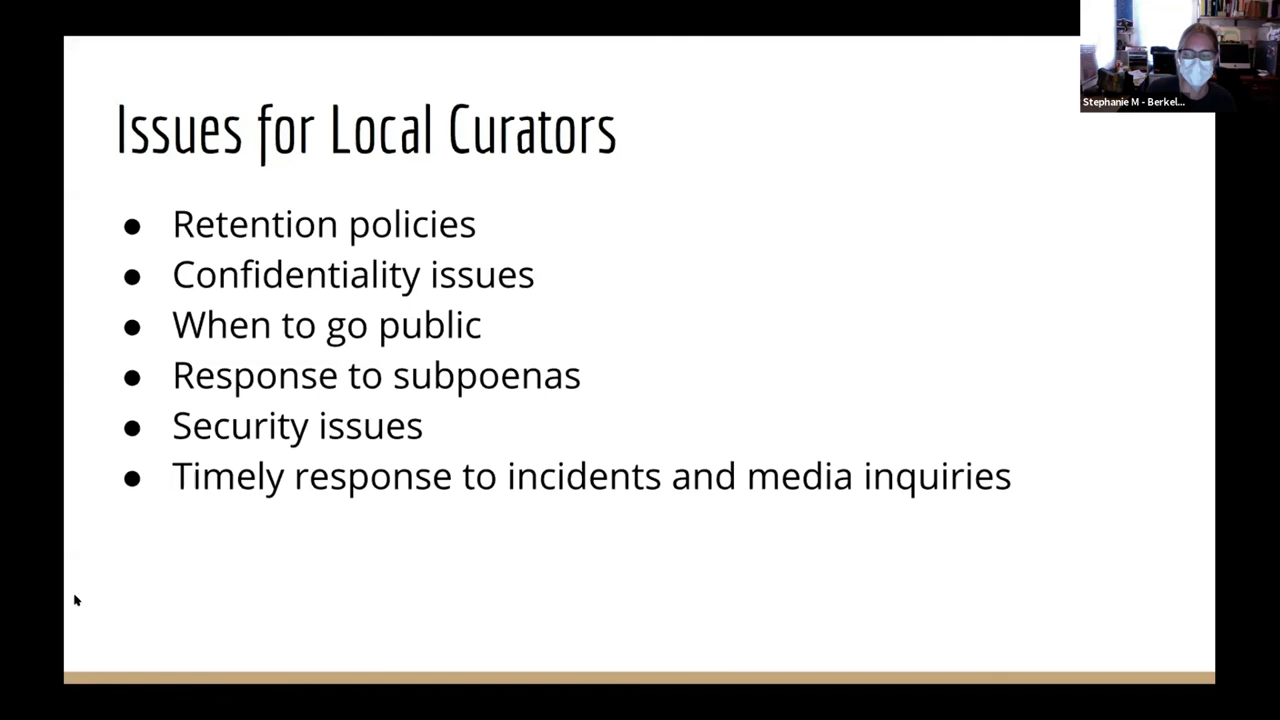 Issues for Local Curators
● Retention policies
● Confidentiality issues
● When to go public
● Response to subpoenas
● Security issues
● Timely response to incidents and media inquiries
Stephanie M - Berkel...